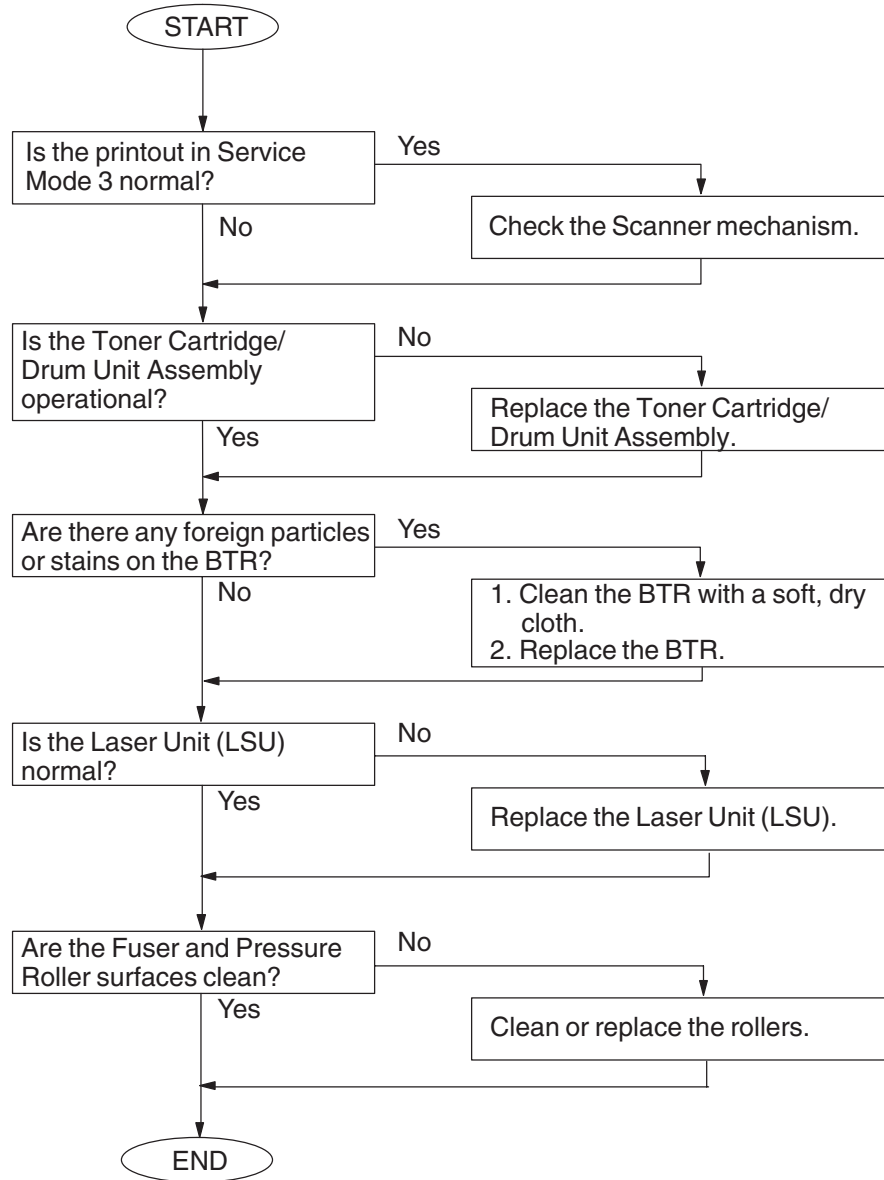 START
Is the printout in Service
Mode 3 normal?
Yes
No
Check the Scanner mechanism.
Is the Toner Cartridge/
Drum Unit Assembly
operational?
No
Yes
Replace the Toner Cartridge/
Drum Unit Assembly.
Are there any foreign particles
or stains on the BTR?
Yes
No
1. Clean the BTR with a soft, dry
cloth.
2. Replace the BTR.
Is the Laser Unit (LSU)
normal?
No
Yes
Replace the Laser Unit (LSU).
Are the Fuser and Pressure
Roller surfaces clean?
No
Yes
Clean or replace the rollers.
END